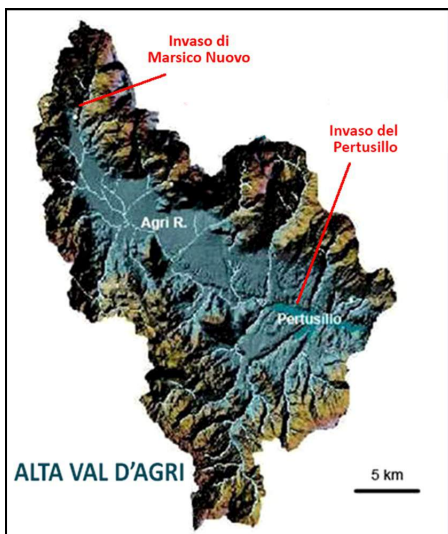 Invaso di
Marsico Nuovo
Invaso del
Pertusillo
Agri R.
Pertusillo
ALTA VAL D'AGRI
5 km